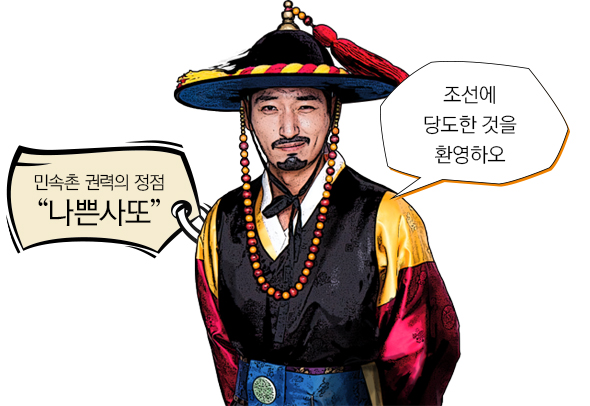 민속촌 권력의 정점
“나쁜사또”
조선에
당도한 것을
환영하오